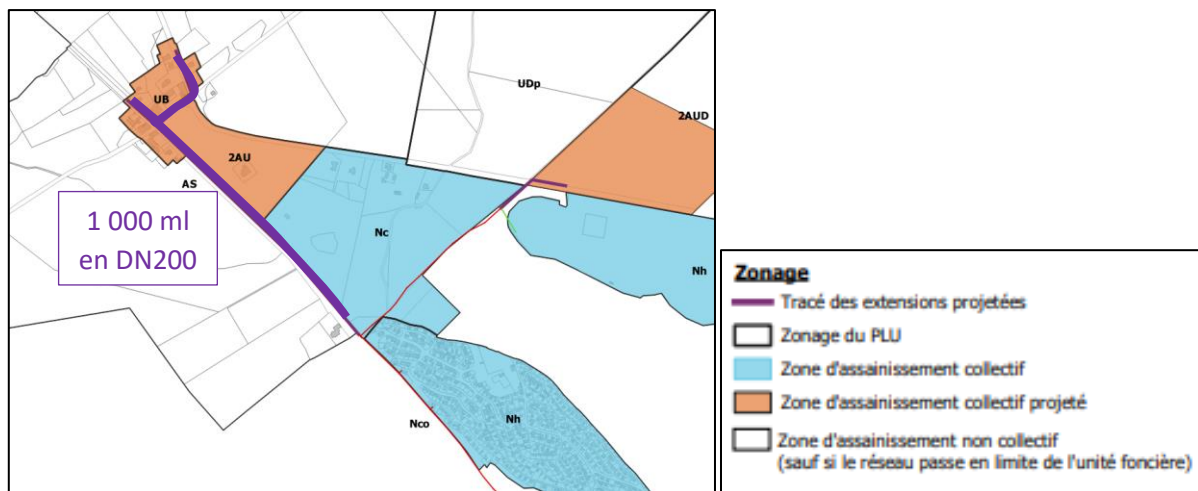 UDp
2AUD
UB
2AU
AS
1 000 ml
en DN200
Nc
Nh
Nco
Nh
Zonage
Tracé des extensions projetées
Zonage du PLU
Zone d'assainissement collectif
Zone d'assainissement collectif projeté
Zone d'assainissement non collectif
(sauf si le réseau passe en limite de l'unité foncière)